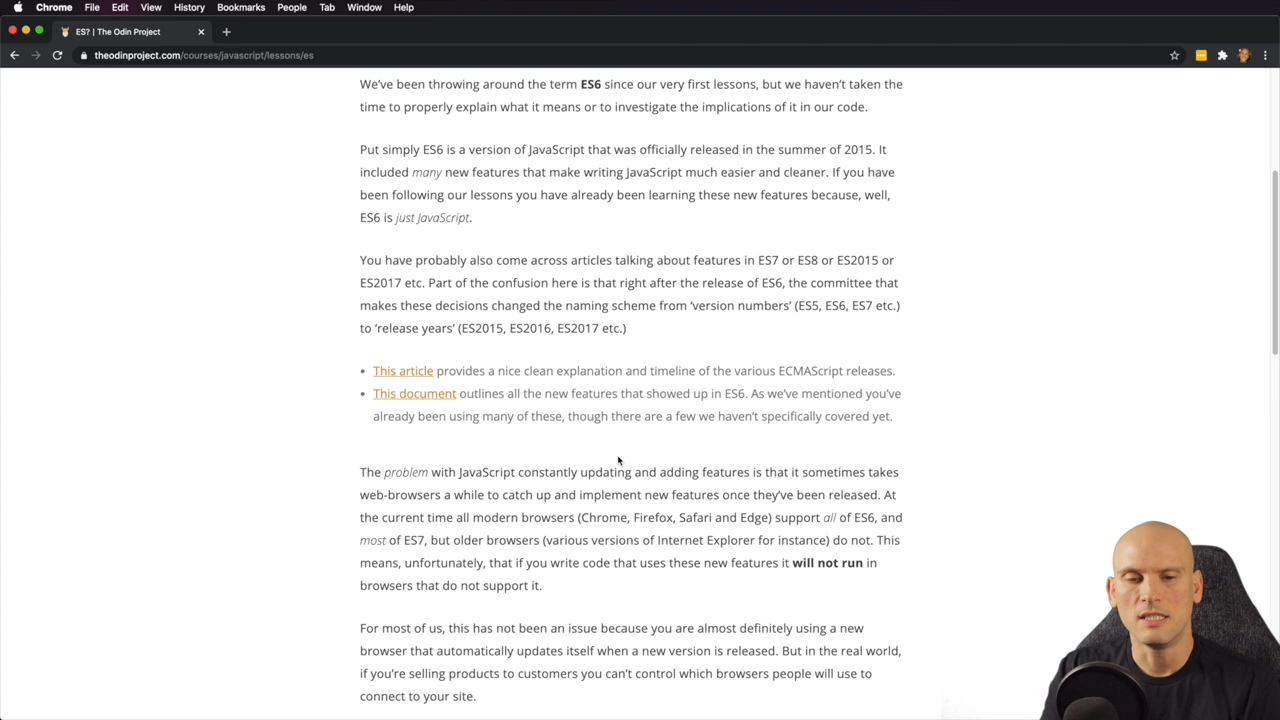 Chrome File Edit View History Bookmarks People Tab Window Help
ES? | The Odin Project
theodinproject.com/courses/javascript/lessons/es
We’ve been throwing around the term ES6 since our very first lessons, but we haven’t taken the
time to properly explain what it means or to investigate the implications of it in our code.
Put simply ES6 is a version of JavaScript that was officially released in the summer of 2015. It
included many new features that make writing JavaScript much easier and cleaner. If you have
been following our lessons you have already been learning these new features because, well,
ES6 is just JavaScript.
You have probably also come across articles talking about features in ES7 or ES8 or ES2015 or
ES2017 etc. Part of the confusion here is that right after the release of ES6, the committee that
makes these decisions changed the naming scheme from ‘version numbers’ (ES5, ES6, ES7 etc.)
to ‘release years’ (ES2015, ES2016, ES2017 etc.)
• This article provides a nice clean explanation and timeline of the various ECMAScript releases.
• This document outlines all the new features that showed up in ES6. As we’ve mentioned you’ve
already been using many of these, though there are a few we haven’t specifically covered yet.
The problem with JavaScript constantly updating and adding features is that it sometimes takes
web-browsers a while to catch up and implement new features once they’ve been released. At
the current time all modern browsers (Chrome, Firefox, Safari and Edge) support all of ES6, and
most of ES7, but older browsers (various versions of Internet Explorer for instance) do not. This
means, unfortunately, that if you write code that uses these new features it will not run in
browsers that do not support it.
For most of us, this has not been an issue because you are almost definitely using a new
browser that automatically updates itself when a new version is released. But in the real world,
if you’re selling products to customers you can’t control which browsers people will use to
connect to your site.